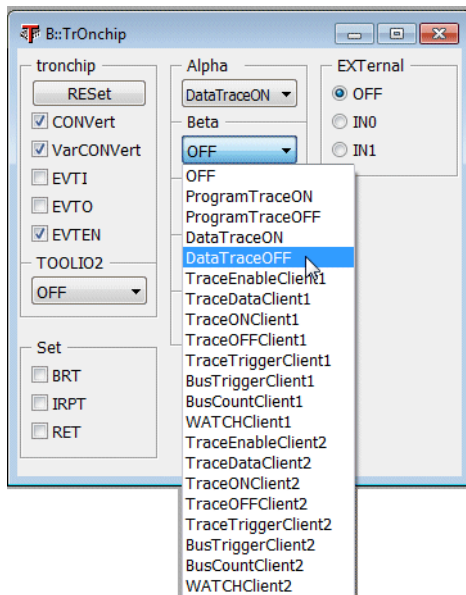 B::TrOnchip
tronchip
RESet
CONVert
VarCONVert
EVTI
EVTO
EVTEN
TOOLIO2
OFF
Set
BRT
IRPT
RET
Alpha
DataTraceON
Beta
OFF
OFF
ProgramTraceON
ProgramTraceOFF
DataTraceON
DataTraceOFF
TraceEnableClient1
TraceDataClient1
TraceONClient1
TraceOFFClient1
TraceTriggerClient1
BusTriggerClient1
BusCountClient1
WATCHClient1
TraceEnableClient2
TraceDataClient2
TraceONClient2
TraceOFFClient2
TraceTriggerClient2
BusTriggerClient2
BusCountClient2
WATCHClient2
EXTernal
OFF
IN0
IN1